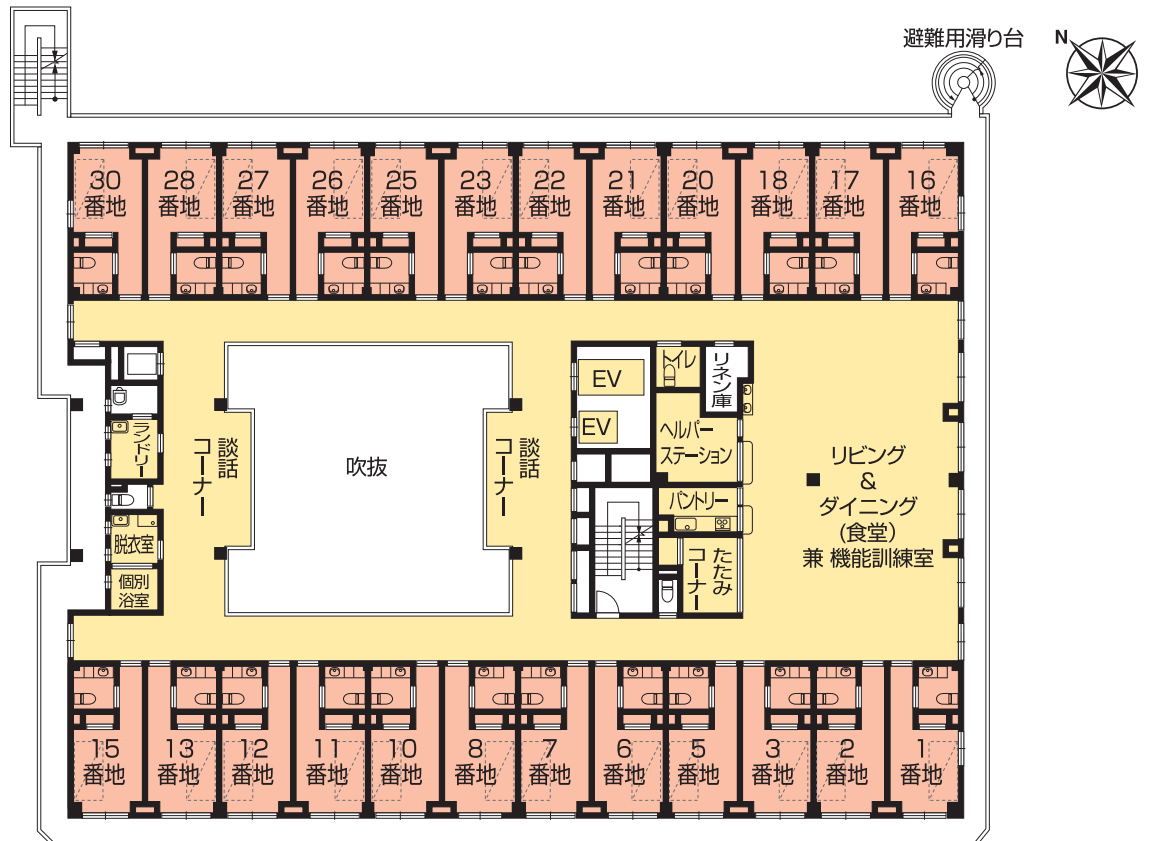 避難用滑り台
N
30
番地
28
番地
27
番地
26
番地
25
番地
23
番地
22
番地
21
番地
20
番地
18
番地
17
番地
16
番地
EV
EV
トイレ
リネン庫
ヘルパー
ステーション
パントリー
たたみ
コーナー
リビング
&
ダイニング
(食堂)
兼 機能訓練室
ランドリー
談話
コーナー
吹抜
談話
コーナー
脱衣室
個別
浴室
15
番地
13
番地
12
番地
11
番地
10
番地
8
番地
7
番地
6
番地
5
番地
3
番地
2
番地
1
番地